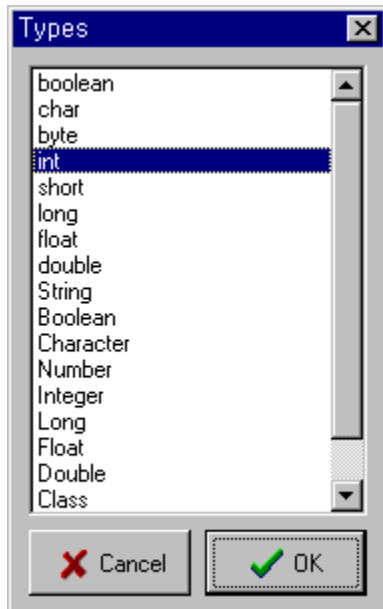 Types
boolean
char
byte
int
short
long
float
double
String
Boolean
Character
Number
Integer
Long
Float
Double
Class
Cancel
OK